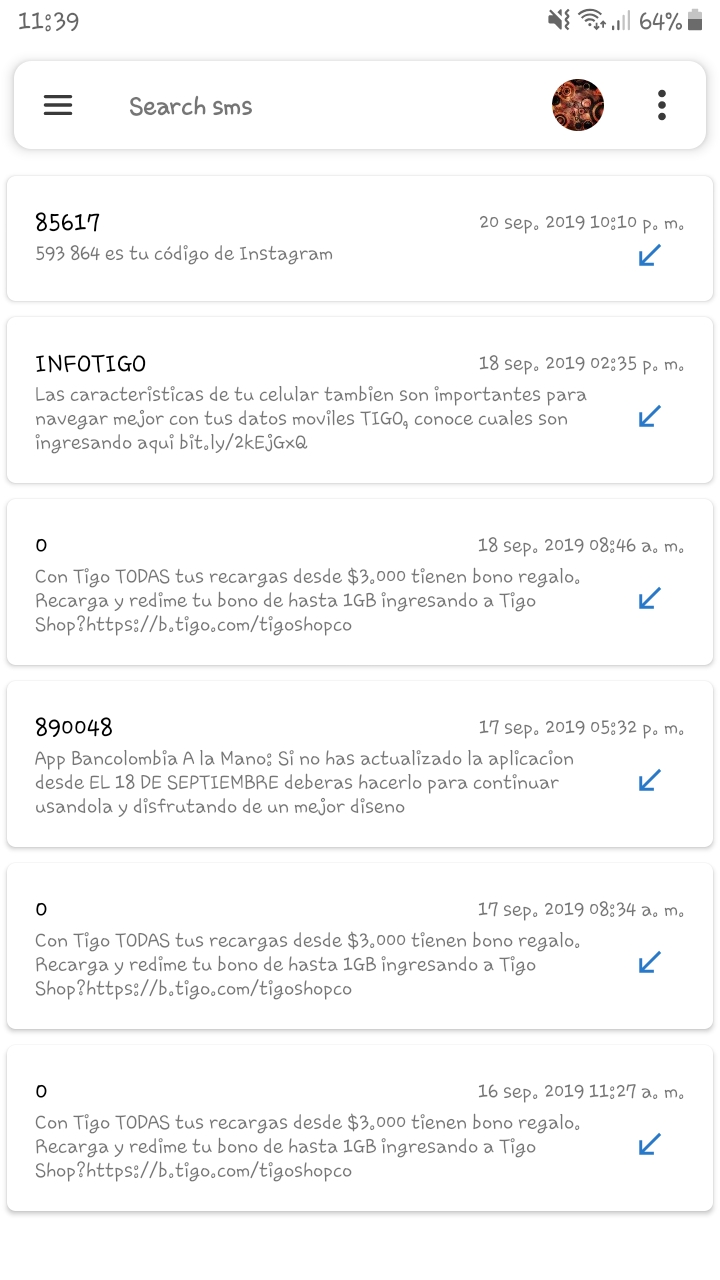 11:39
64%
Search sms
85617
20 sep. 2019 10:10 p. m.
593 864 es tu código de Instagram
INFOTIGO
18 sep. 2019 02:35 p. m.
Las caracteristicas de tu celular tambien son importantes para
navegar mejor con tus datos moviles TIGO, conoce cuales son
ingresando aqui bit.ly/2kEjGxQ
0
18 sep. 2019 08:46 a. m.
Con Tigo TODAS tus recargas desde $3.000 tienen bono regalo.
Recarga y redime tu bono de hasta 1GB ingresando a Tigo
Shop?https://b.tigo.com/tigoshopco
890048
17 sep. 2019 05:32 p. m.
App Bancolombia A la Mano: Si no has actualizado la aplicacion
desde EL 18 DE SEPTIEMBRE deberas hacerlo para continuar
usandola y disfrutando de un mejor diseno
0
17 sep. 2019 08:34 a. m.
Con Tigo TODAS tus recargas desde $3.000 tienen bono regalo.
Recarga y redime tu bono de hasta 1GB ingresando a Tigo
Shop?https://b.tigo.com/tigoshopco
0
16 sep. 2019 11:27 a. m.
Con Tigo TODAS tus recargas desde $3.000 tienen bono regalo.
Recarga y redime tu bono de hasta 1GB ingresando a Tigo
Shop?https://b.tigo.com/tigoshopco